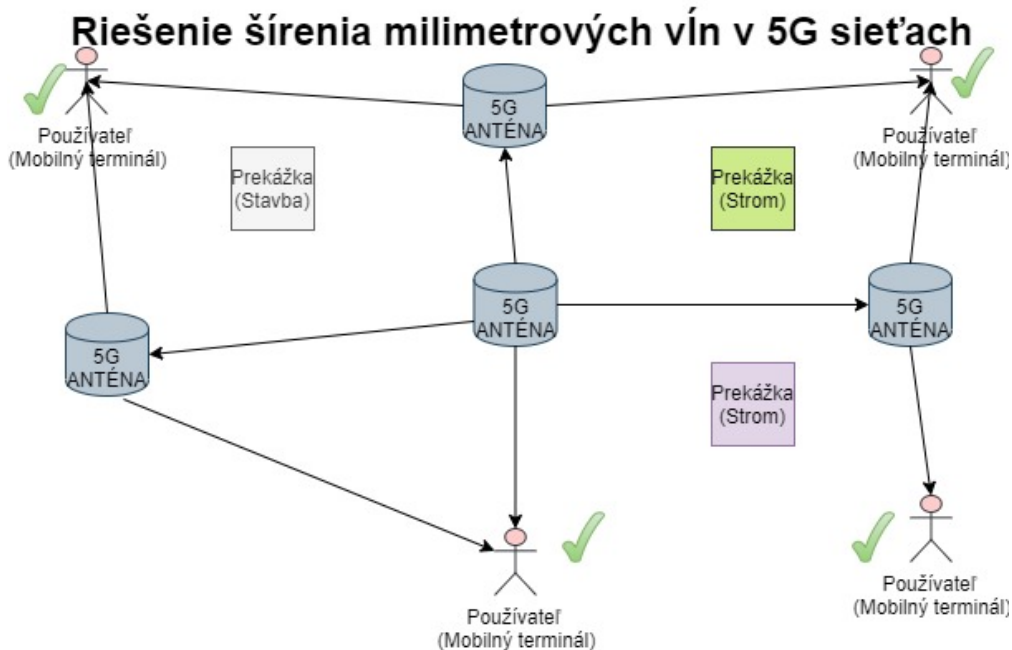 Riešenie šírenia milimetrových vĺn v 5G sieťach
Používateľ
(Mobilný terminál)
5G
ANTÉNA
Používateľ
(Mobilný terminál)
Prekážka
(Stavba)
Prekážka
(Strom)
5G
ANTÉNA
5G
ANTÉNA
5G
ANTÉNA
Prekážka
(Strom)
Používateľ
(Mobilný terminál)
Používateľ
(Mobilný terminál)